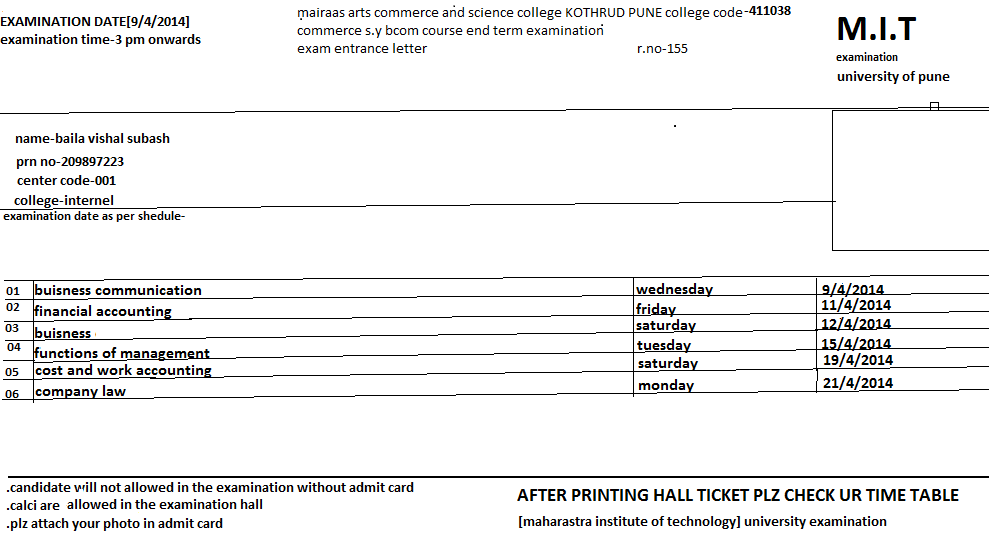 EXAMINATION DATE[9/4/2014]
examination time-3 pm onwards
mairaas arts commerce and science college KOTHRUD PUNE college code-411038
commerce s.y bcom course end term examination
exam entrance letter r.no-155
M.I.T
examination
university of pune
name-baila vishal subash
prn no-209897223
center code-001
college-internel
examination date as per shedule-
01 buisness communication wednesday 9/4/2014
02 financial accounting friday 11/4/2014
03 buisness saturday 12/4/2014
04 functions of management tuesday 15/4/2014
05 cost and work accounting saturday 19/4/2014
06 company law monday 21/4/2014
.candidate will not allowed in the examination without admit card
.calci are allowed in the examination hall
.plz attach your photo in admit card
AFTER PRINTING HALL TICKET PLZ CHECK UR TIME TABLE
[maharastra institute of technology] university examination